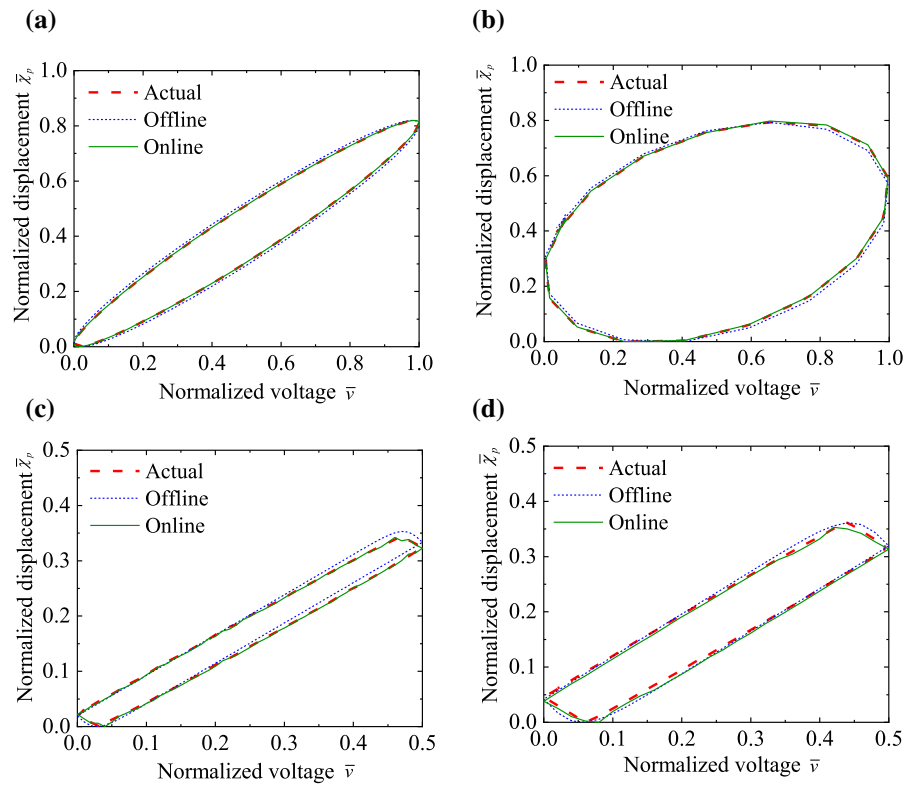 (a)
1.0
0.8
0.6
0.4
0.2
0.0
0.0 0.2 0.4 0.6 0.8 1.0
Normalized displacement χ̄ₚ
Normalized voltage v̄
Actual
Offline
Online
(b)
1.0
0.8
0.6
0.4
0.2
0.0
0.0 0.2 0.4 0.6 0.8 1.0
Normalized displacement χ̄ₚ
Normalized voltage v̄
Actual
Offline
Online
(c)
0.5
0.4
0.3
0.2
0.1
0.0
0.0 0.1 0.2 0.3 0.4 0.5
Normalized displacement χ̄ₚ
Normalized voltage v̄
Actual
Offline
Online
(d)
0.5
0.4
0.3
0.2
0.1
0.0
0.0 0.1 0.2 0.3 0.4 0.5
Normalized displacement χ̄ₚ
Normalized voltage v̄
Actual
Offline
Online